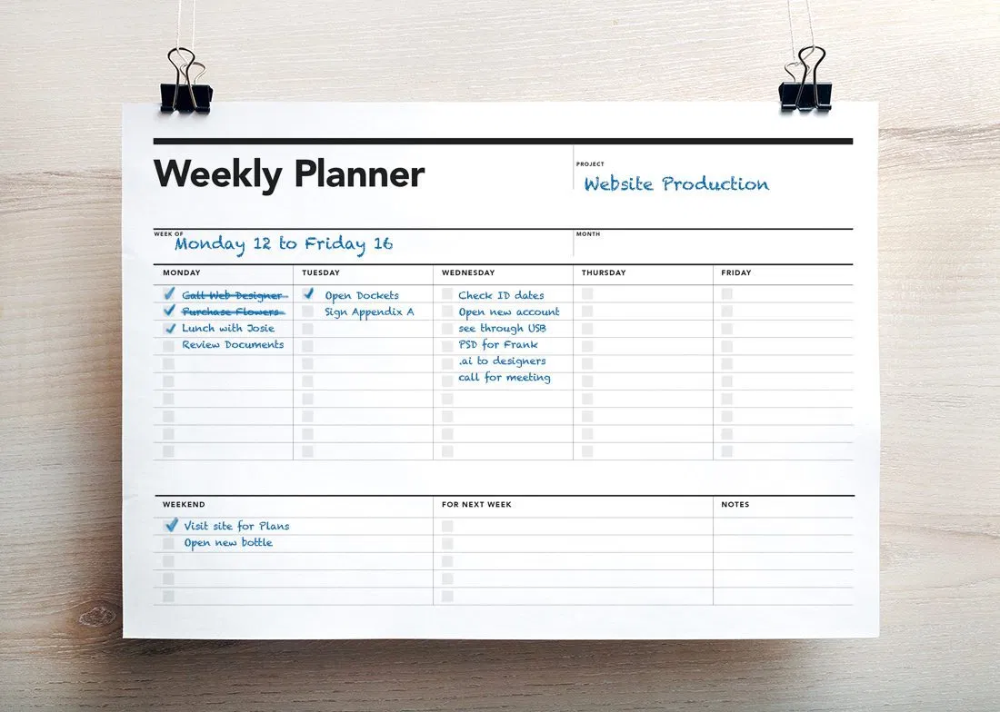 Weekly Planner
PROJECT
Website Production
WEEK OF
Monday 12 to Friday 16
MONTH
MONDAY
Call Web Designer
Purchase Flowers
Lunch with Josie
Review Documents
TUESDAY
Open Dockets
Sign Appendix A
WEDNESDAY
Check ID dates
Open new account
see through USB
PSD for Frank
.ai to designers
call for meeting
THURSDAY
FRIDAY
WEEKEND
Visit site for Plans
Open new bottle
FOR NEXT WEEK
NOTES